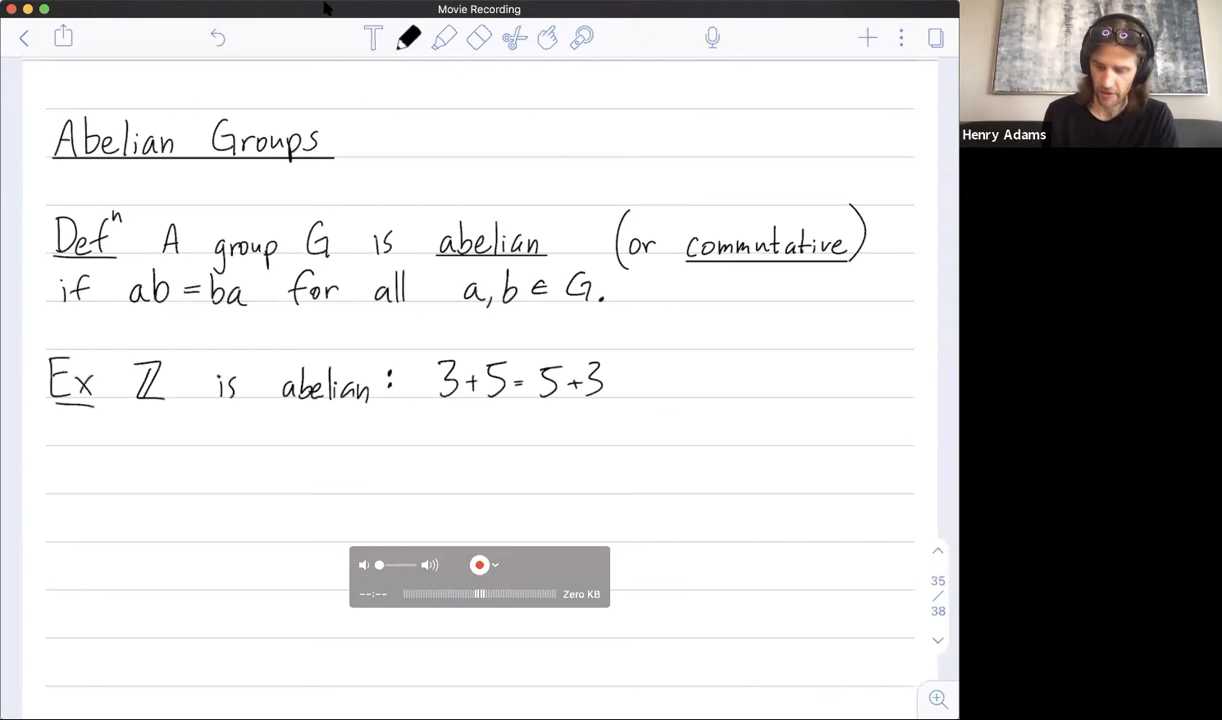 Movie Recording
Henry Adams
Abelian Groups
Defⁿ A group G is abelian (or commutative)
if ab = ba for all a, b ∈ G.
Ex ℤ is abelian: 3+5 = 5+3
--:-- Zero KB
35
/
38